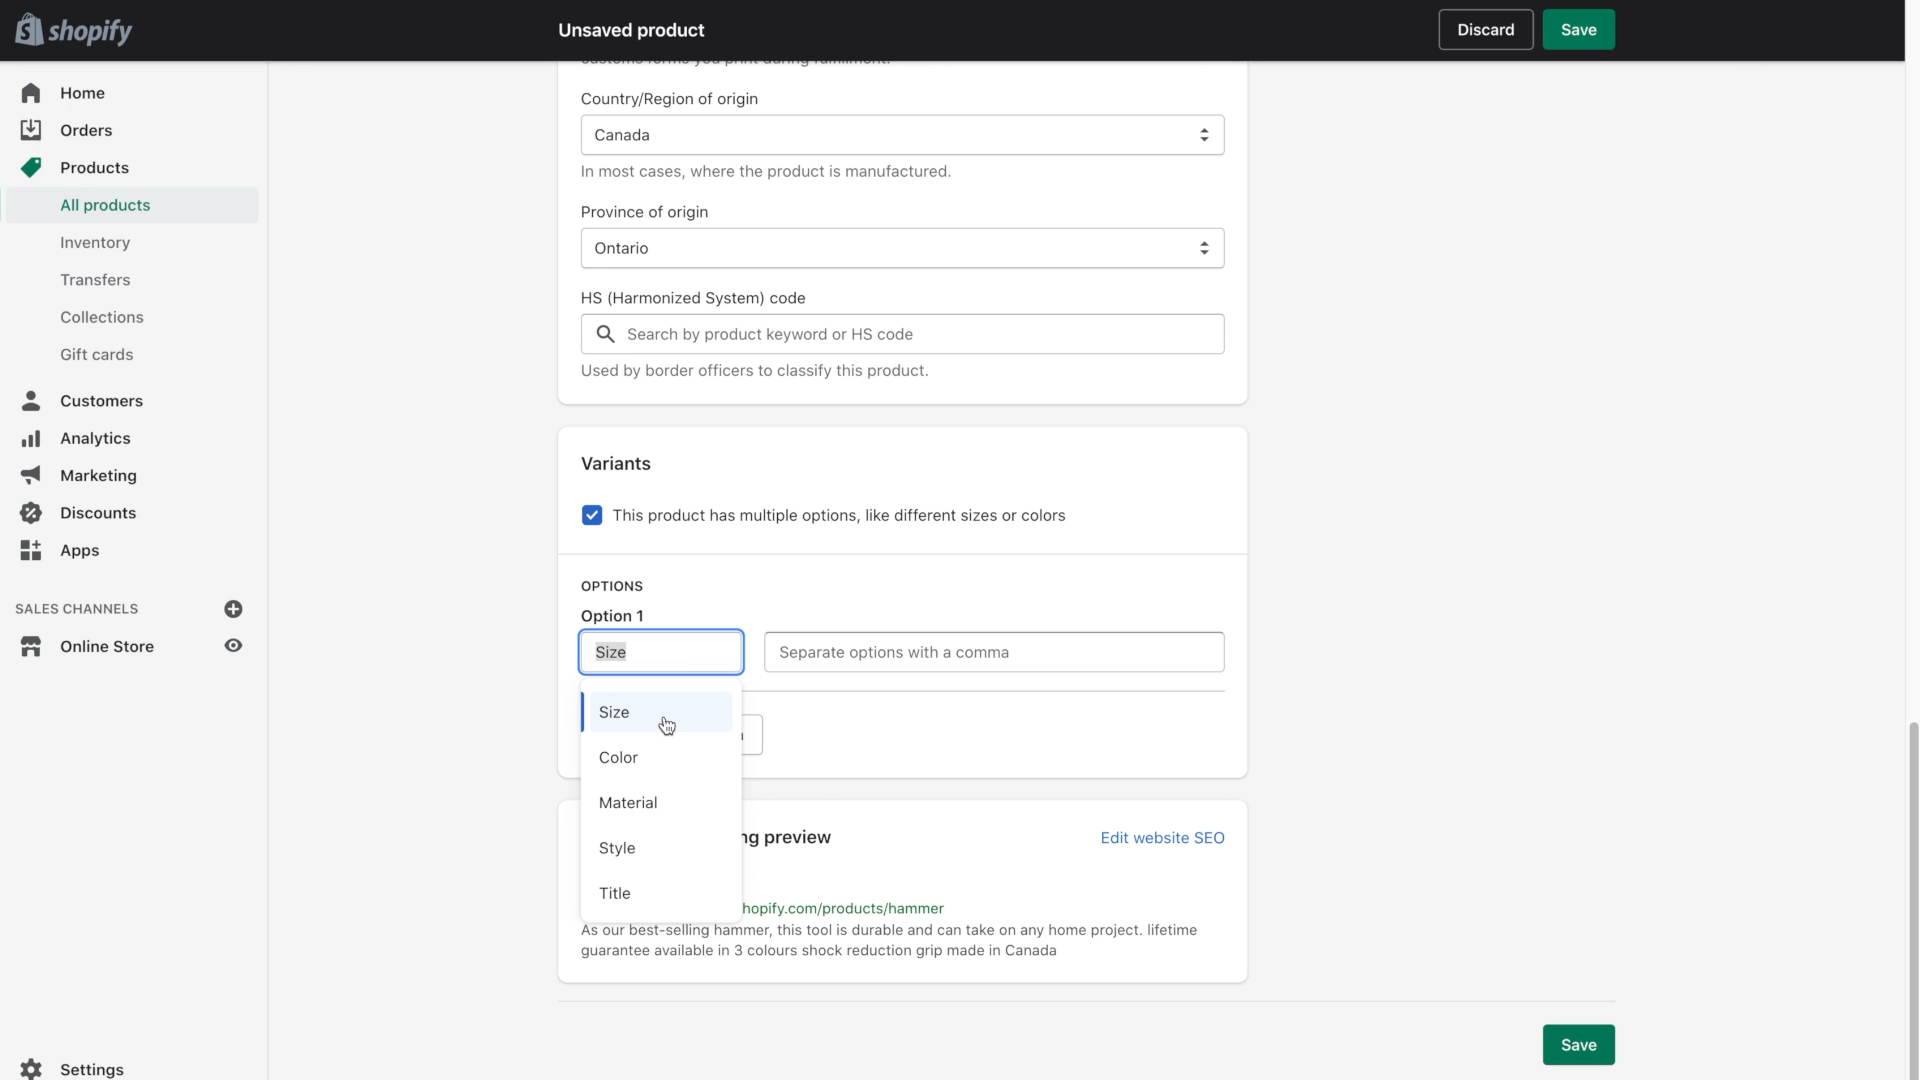 shopify
Unsaved product
Discard
Save
Home
Orders
Products
All products
Inventory
Transfers
Collections
Gift cards
Customers
Analytics
Marketing
Discounts
Apps
SALES CHANNELS
Online Store
Settings
customs forms you print during fulfillment.
Country/Region of origin
Canada
In most cases, where the product is manufactured.
Province of origin
Ontario
HS (Harmonized System) code
Search by product keyword or HS code
Used by border officers to classify this product.
Variants
This product has multiple options, like different sizes or colors
OPTIONS
Option 1
Size
Separate options with a comma
Size
Color
Material
Style
Title
ng preview
Edit website SEO
hopify.com/products/hammer
As our best-selling hammer, this tool is durable and can take on any home project. lifetime
guarantee available in 3 colours shock reduction grip made in Canada
Save